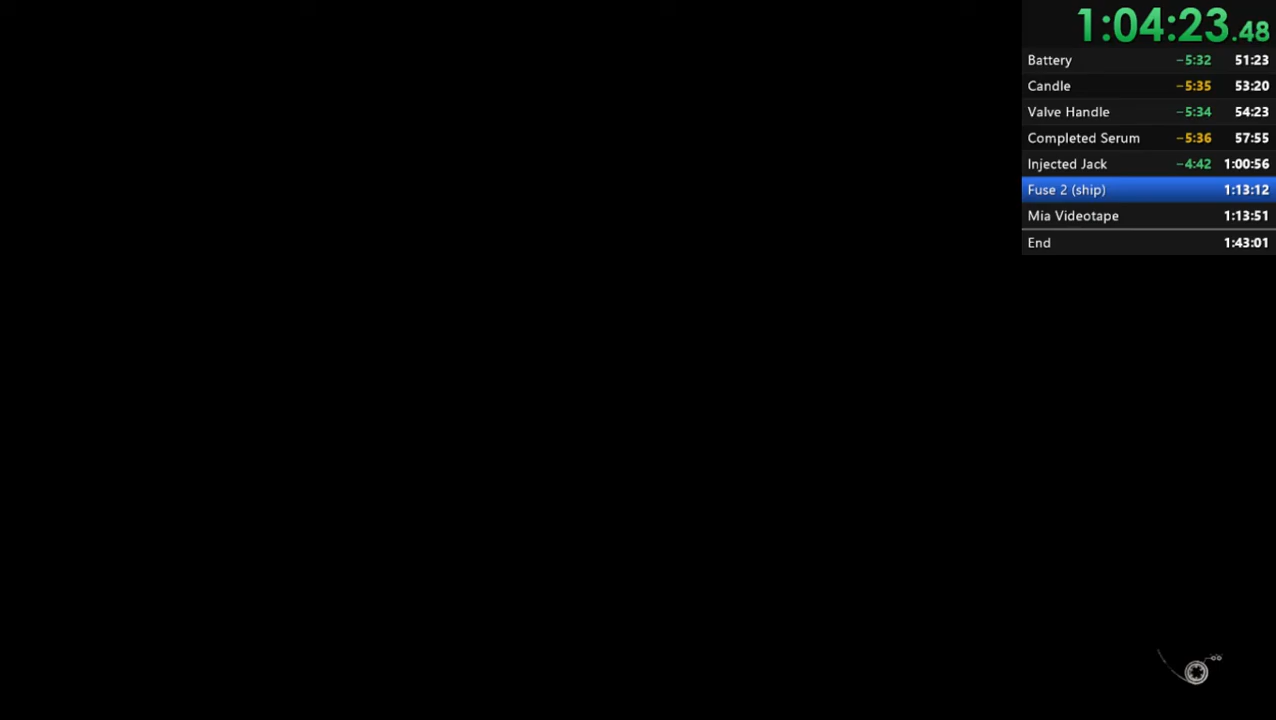 1:04:23.48
Battery -5:32 51:23
Candle -5:35 53:20
Valve Handle -5:34 54:23
Completed Serum -5:36 57:55
Injected Jack -4:42 1:00:56
Fuse 2 (ship) 1:13:12
Mia Videotape 1:13:51
End 1:43:01